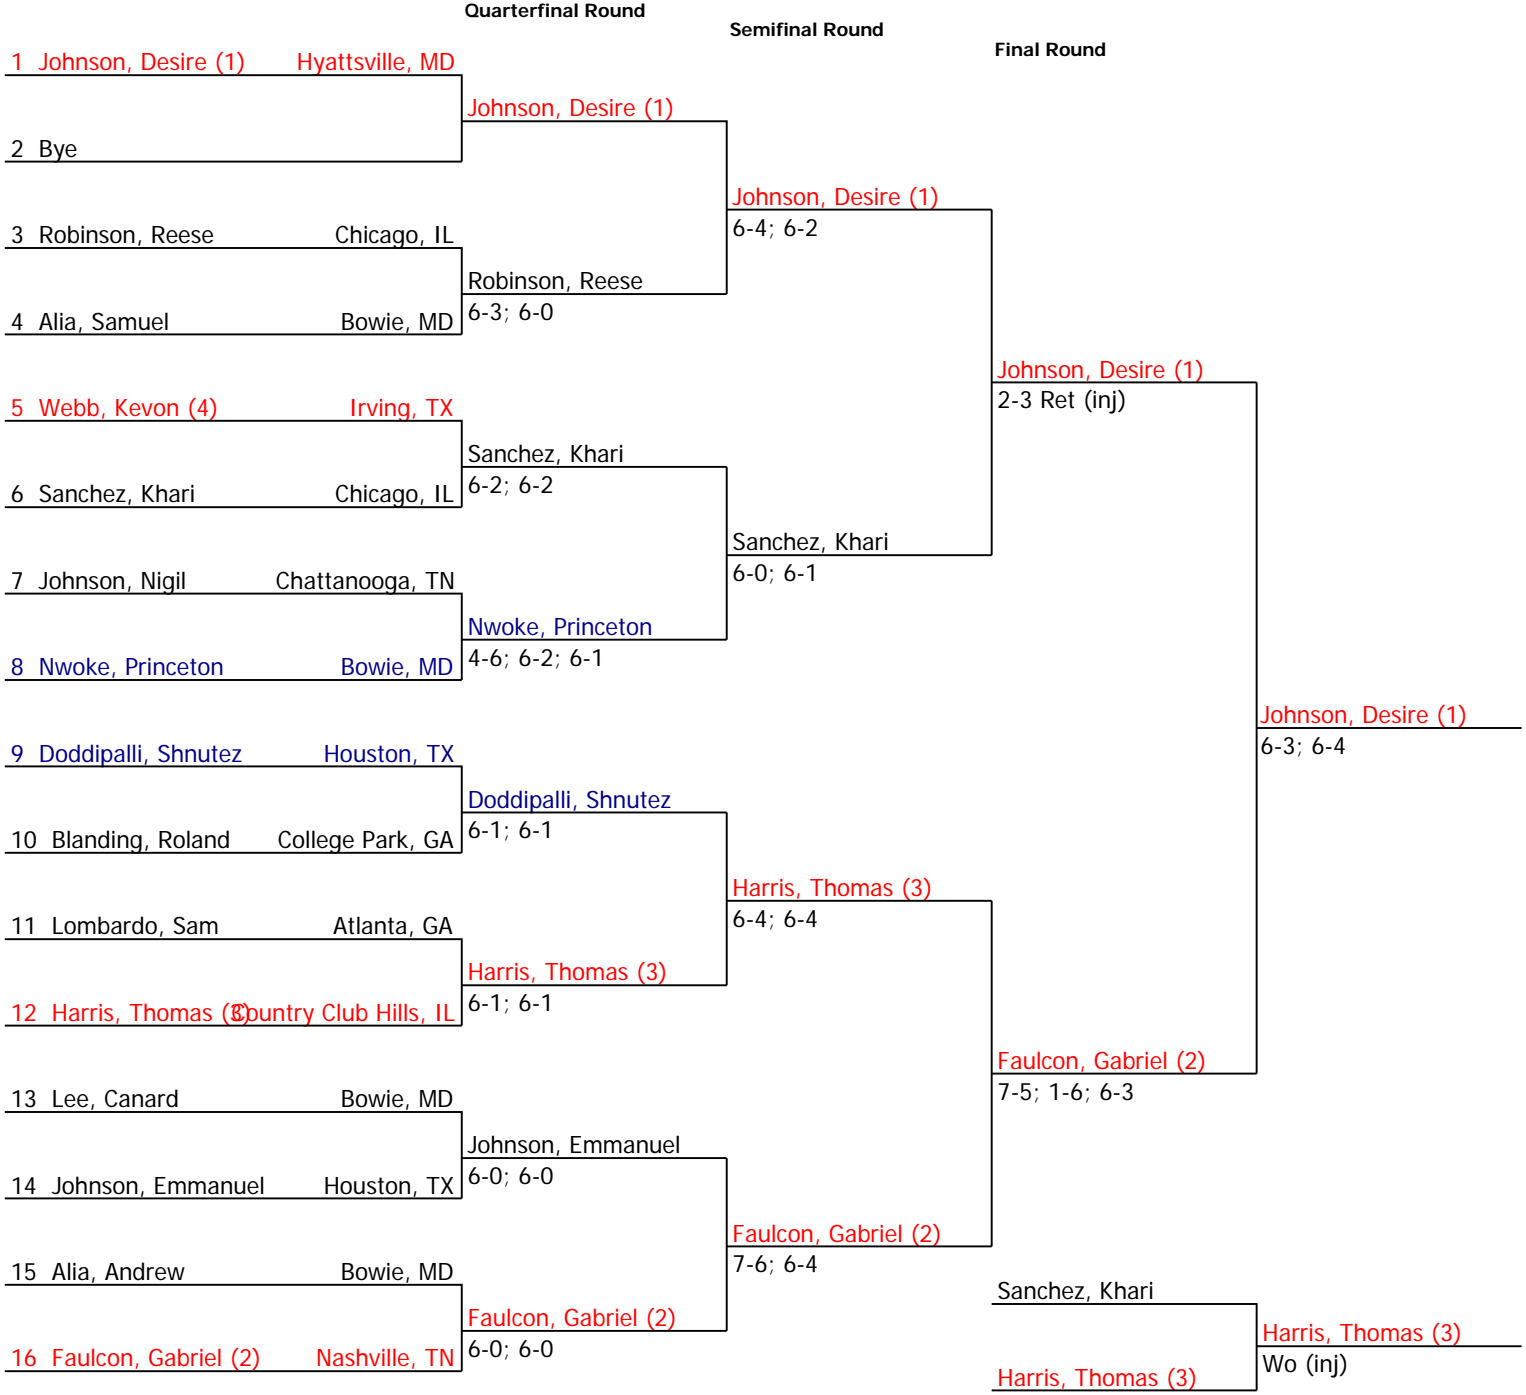 Quarterfinal Round
Semifinal Round
Final Round
1 Johnson, Desire (1) Hyattsville, MD
Johnson, Desire (1)
2 Bye
Johnson, Desire (1)
6-4; 6-2
3 Robinson, Reese Chicago, IL
Robinson, Reese
6-3; 6-0
4 Alia, Samuel Bowie, MD
Johnson, Desire (1)
2-3 Ret (inj)
5 Webb, Kevon (4) Irving, TX
Sanchez, Khari
6-2; 6-2
6 Sanchez, Khari Chicago, IL
Sanchez, Khari
6-0; 6-1
7 Johnson, Nigil Chattanooga, TN
Nwoke, Princeton
4-6; 6-2; 6-1
8 Nwoke, Princeton Bowie, MD
Johnson, Desire (1)
6-3; 6-4
9 Doddipalli, Shnutez Houston, TX
Doddipalli, Shnutez
6-1; 6-1
10 Blanding, Roland College Park, GA
Harris, Thomas (3)
6-4; 6-4
11 Lombardo, Sam Atlanta, GA
Harris, Thomas (3)
6-1; 6-1
12 Harris, Thomas (3) Country Club Hills, IL
Faulcon, Gabriel (2)
7-5; 1-6; 6-3
13 Lee, Canard Bowie, MD
Johnson, Emmanuel
6-0; 6-0
14 Johnson, Emmanuel Houston, TX
Faulcon, Gabriel (2)
7-6; 6-4
15 Alia, Andrew Bowie, MD
Faulcon, Gabriel (2)
6-0; 6-0
16 Faulcon, Gabriel (2) Nashville, TN
Sanchez, Khari
Harris, Thomas (3)
Wo (inj)
Harris, Thomas (3)